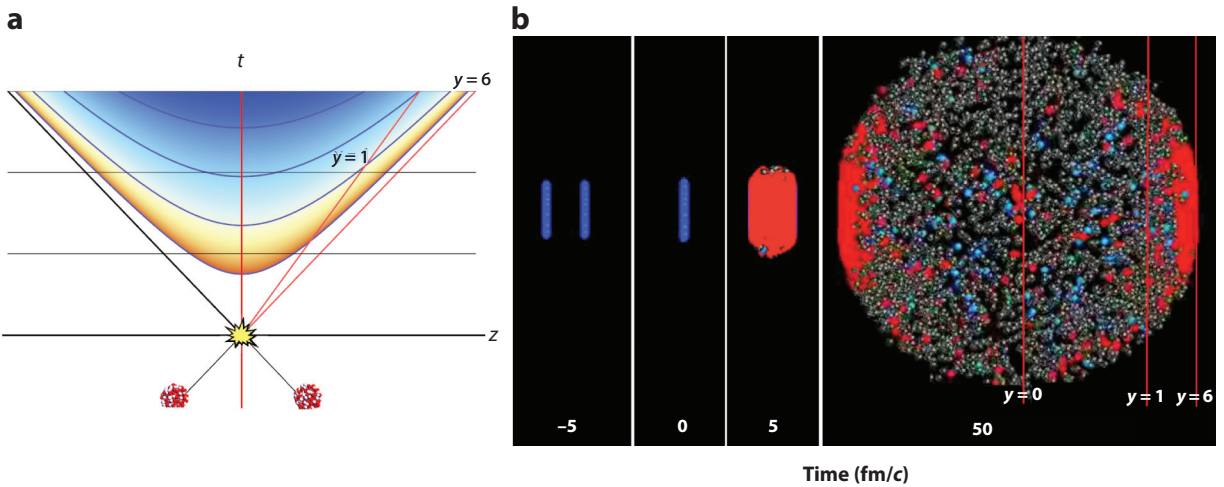 a
t
y = 6
y = 1
z
b
y = 0
y = 1
y = 6
–5
0
5
50
Time (fm/c)